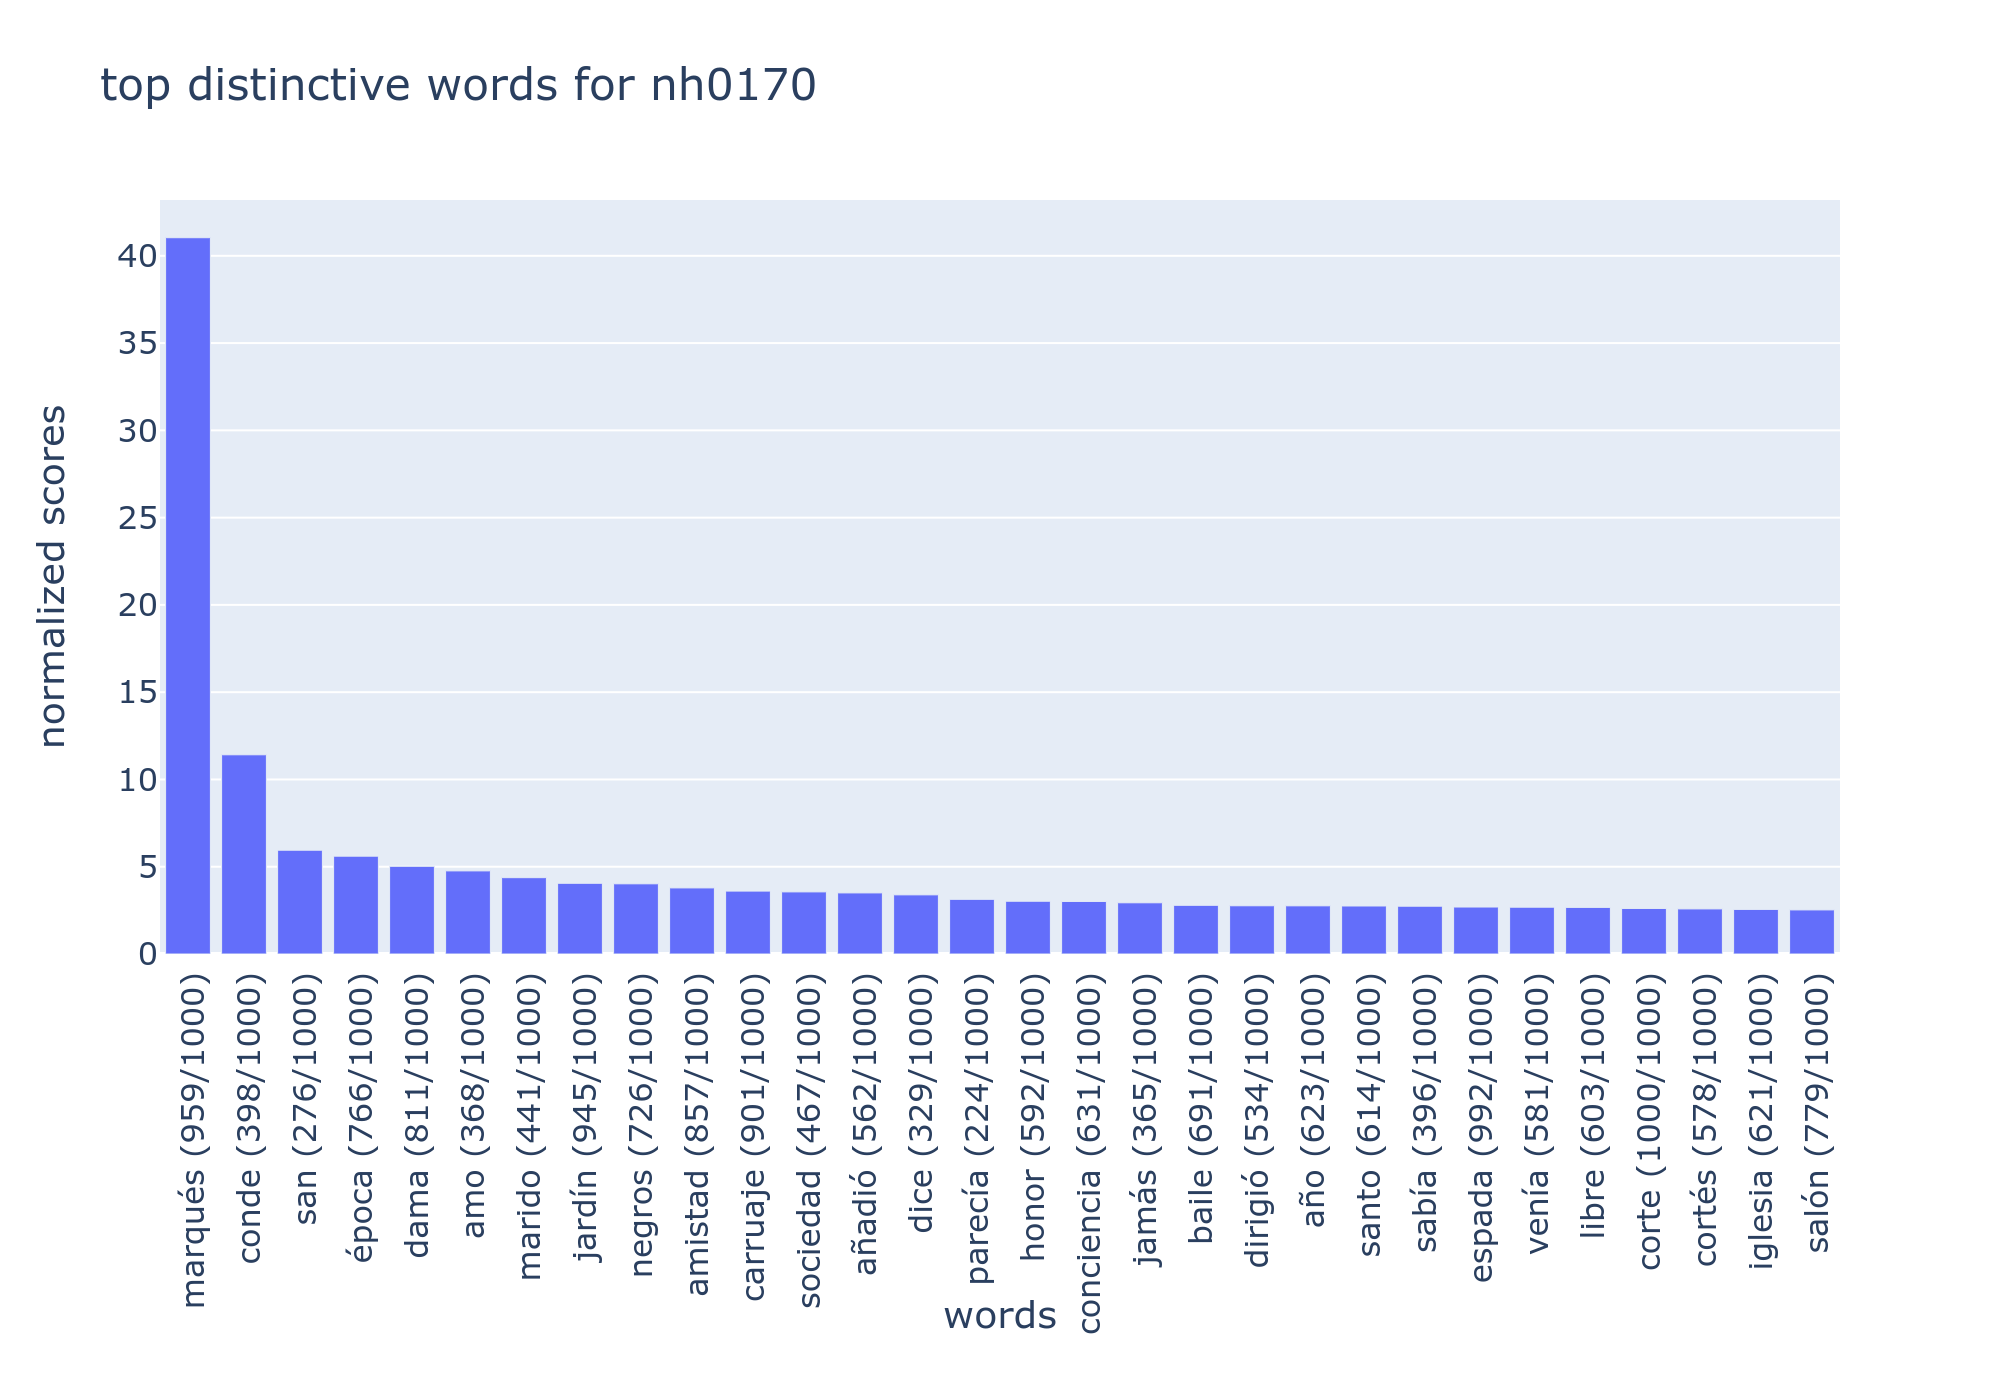 top distinctive words for nh0170
normalized scores
40
35
30
25
20
15
10
5
0
marqués (959/1000)
conde (398/1000)
san (276/1000)
época (766/1000)
dama (811/1000)
amo (368/1000)
marido (441/1000)
jardín (945/1000)
negros (726/1000)
amistad (857/1000)
carruaje (901/1000)
sociedad (467/1000)
añadió (562/1000)
dice (329/1000)
parecía (224/1000)
honor (592/1000)
conciencia (631/1000)
jamás (365/1000)
baile (691/1000)
dirigió (534/1000)
año (623/1000)
santo (614/1000)
sabía (396/1000)
espada (992/1000)
venía (581/1000)
libre (603/1000)
corte (1000/1000)
cortés (578/1000)
iglesia (621/1000)
salón (779/1000)
words